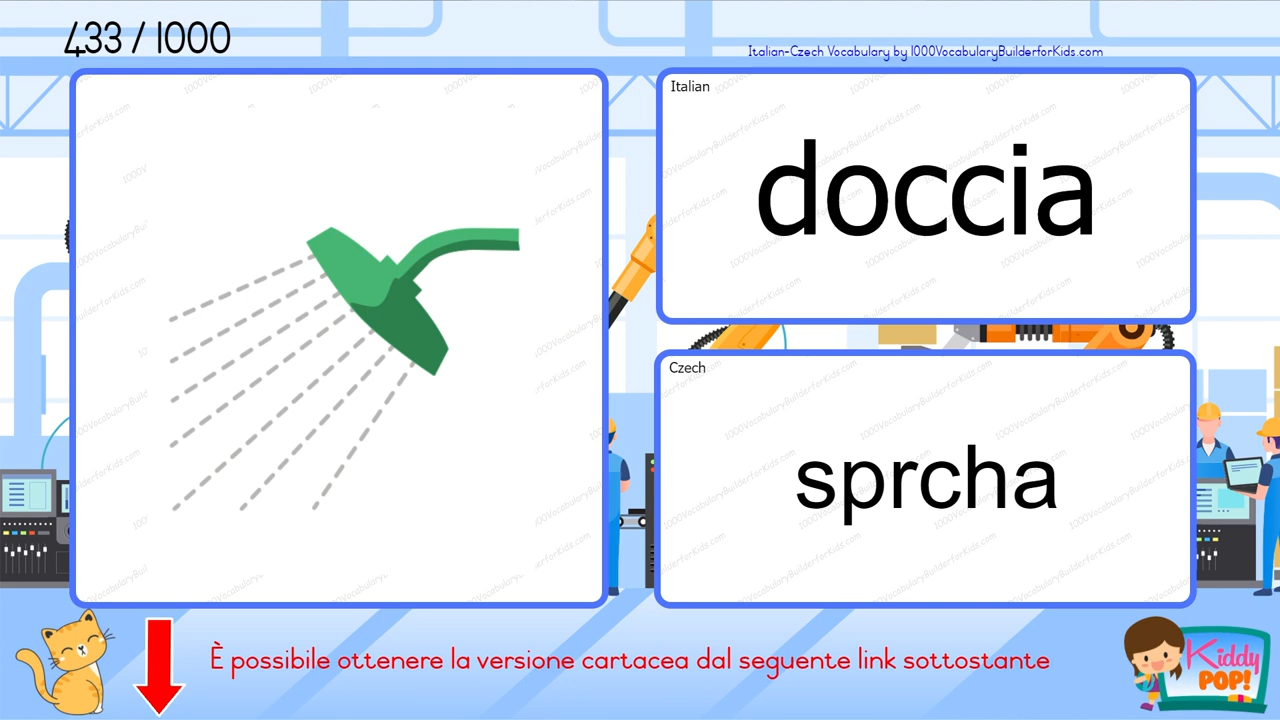 433 / 1000
Italian-Czech Vocabulary by 1000VocabularyBuilderforKids.com
Italian
doccia
Czech
sprcha
È possibile ottenere la versione cartacea dal seguente link sottostante
Kiddy
POP!